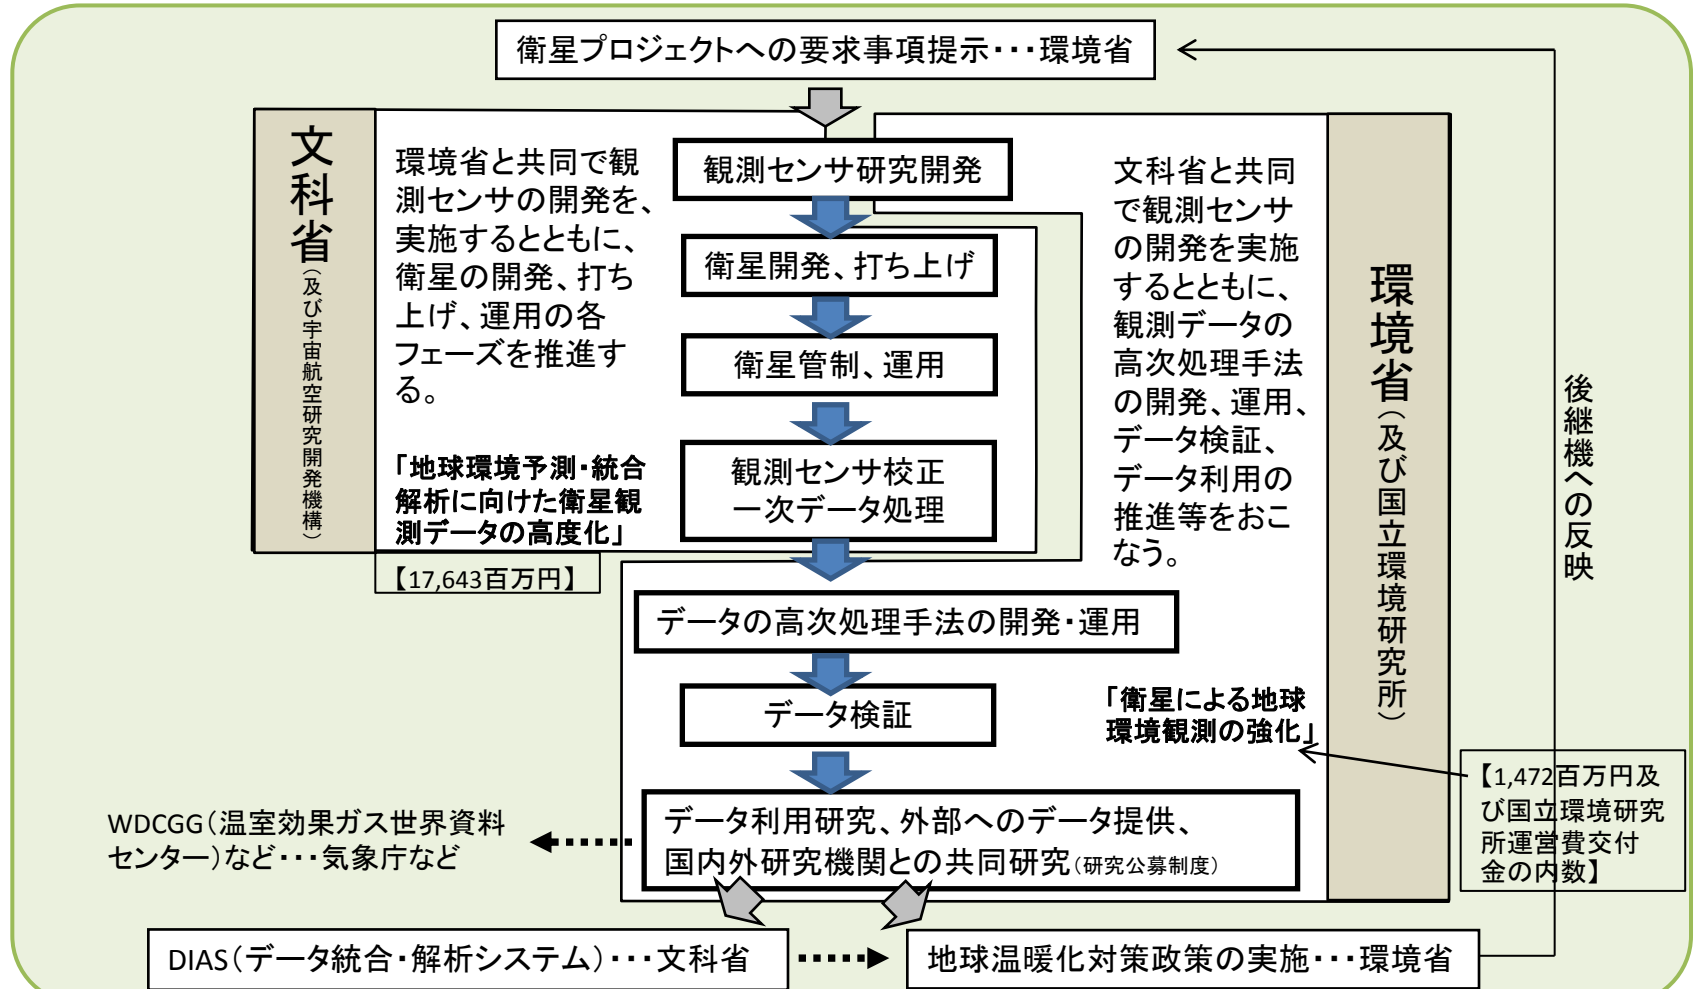 衛星プロジェクトへの要求事項提示・・・環境省
文科省(及び宇宙航空研究開発機構)
環境省と共同で観
測センサの開発を、
実施するとともに、
衛星の開発、打ち
上げ、運用の各
フェーズを推進す
る。
「地球環境予測・統合
解析に向けた衛星観
測データの高度化」
【17,643百万円】
観測センサ研究開発
衛星開発、打ち上げ
衛星管制、運用
観測センサ校正
一次データ処理
データの高次処理手法の開発・運用
データ検証
データ利用研究、外部へのデータ提供、
国内外研究機関との共同研究(研究公募制度)
文科省と共同
で観測センサ
の開発を実施
するとともに、
観測データの
高次処理手法
の開発、運用、
データ検証、
データ利用の
推進等をおこ
なう。
「衛星による地球
環境観測の強化」
環境省(及び国立環境研究所)
【1,472百万円及
び国立環境研究
所運営費交付
金の内数】
後継機への反映
WDCGG(温室効果ガス世界資料
センター)など・・・気象庁など
DIAS(データ統合・解析システム)・・・文科省
地球温暖化対策政策の実施・・・環境省